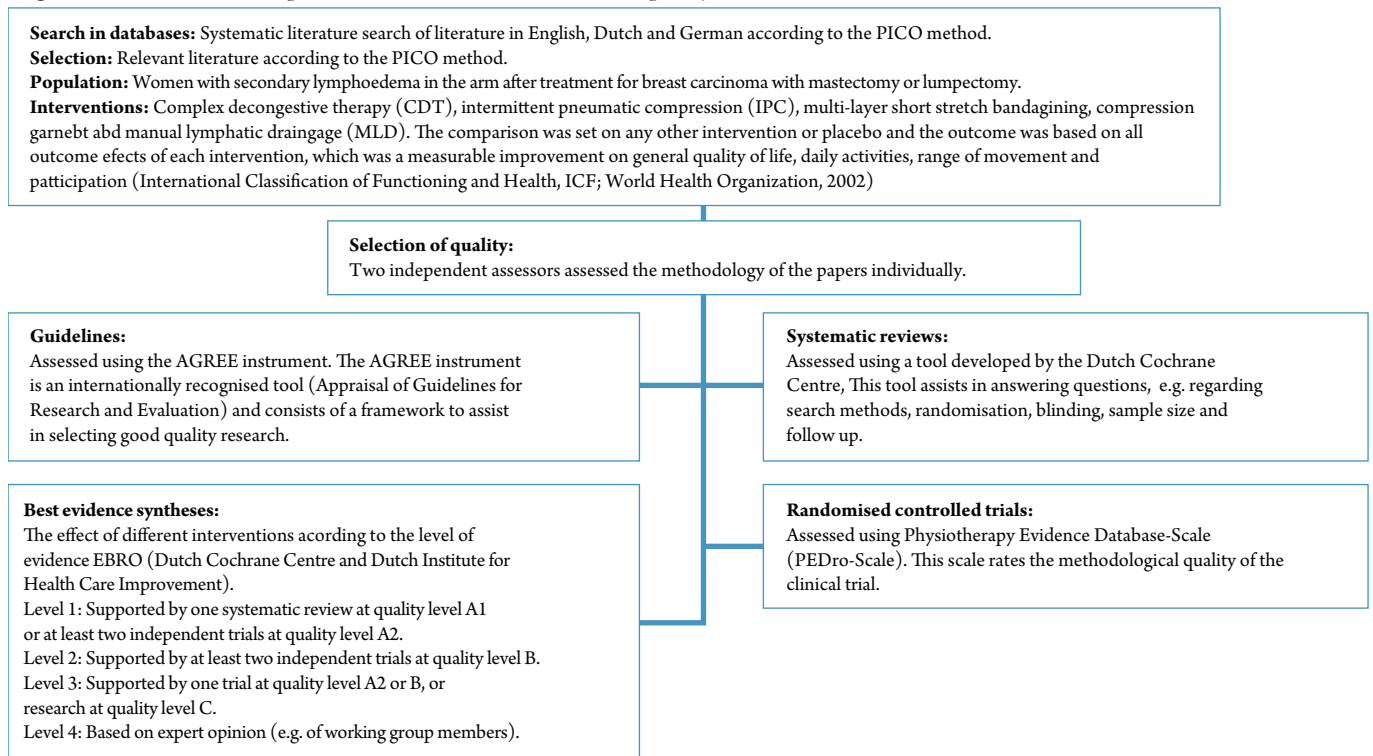 Search in databases: Systematic literature search of literature in English, Dutch and German according to the PICO method.
Selection: Relevant literature according to the PICO method.
Population: Women with secondary lymphoedema in the arm after treatment for breast carcinoma with mastectomy or lumpectomy.
Interventions: Complex decongestive therapy (CDT), intermittent pneumatic compression (IPC), multi-layer short stretch bandagining, compression
garnebt abd manual lymphatic draingage (MLD). The comparison was set on any other intervention or placebo and the outcome was based on all
outcome efects of each intervention, which was a measurable improvement on general quality of life, daily activities, range of movement and
patticipation (International Classification of Functioning and Health, ICF; World Health Organization, 2002)
Selection of quality:
Two independent assessors assessed the methodology of the papers individually.
Guidelines:
Assessed using the AGREE instrument. The AGREE instrument
is an internationally recognised tool (Appraisal of Guidelines for
Research and Evaluation) and consists of a framework to assist
in selecting good quality research.
Systematic reviews:
Assessed using a tool developed by the Dutch Cochrane
Centre, This tool assists in answering questions, e.g. regarding
search methods, randomisation, blinding, sample size and
follow up.
Best evidence syntheses:
The effect of different interventions acording to the level of
evidence EBRO (Dutch Cochrane Centre and Dutch Institute for
Health Care Improvement).
Level 1: Supported by one systematic review at quality level A1
or at least two independent trials at quality level A2.
Level 2: Supported by at least two independent trials at quality level B.
Level 3: Supported by one trial at quality level A2 or B, or
research at quality level C.
Level 4: Based on expert opinion (e.g. of working group members).
Randomised controlled trials:
Assessed using Physiotherapy Evidence Database-Scale
(PEDro-Scale). This scale rates the methodological quality of the
clinical trial.